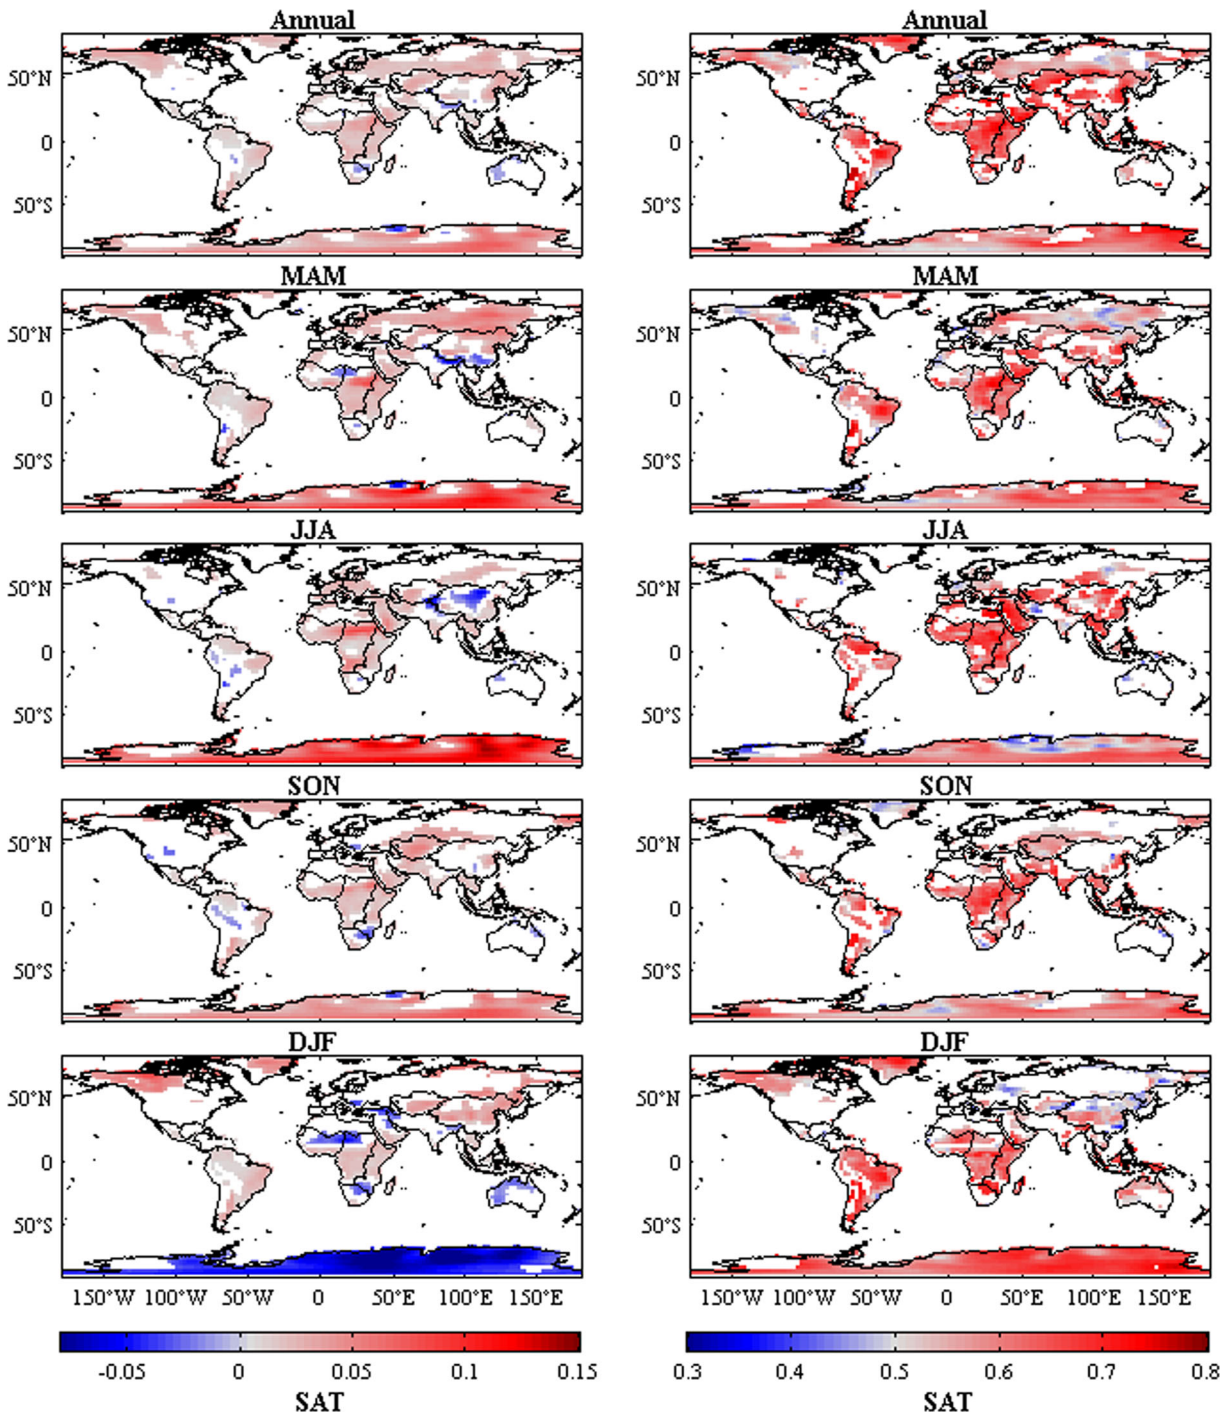 Annual Annual
50°N 50°N
0 0
50°S 50°S
MAM MAM
50°N 50°N
0 0
50°S 50°S
JJA JJA
50°N 50°N
0 0
50°S 50°S
SON SON
50°N 50°N
0 0
50°S 50°S
DJF DJF
50°N 50°N
0 0
50°S 50°S
150°W 100°W 50°W 0 50°E 100°E 150°E 150°W 100°W 50°W 0 50°E 100°E 150°E
-0.05 0 0.05 0.1 0.15 0.3 0.4 0.5 0.6 0.7 0.8
SAT SAT